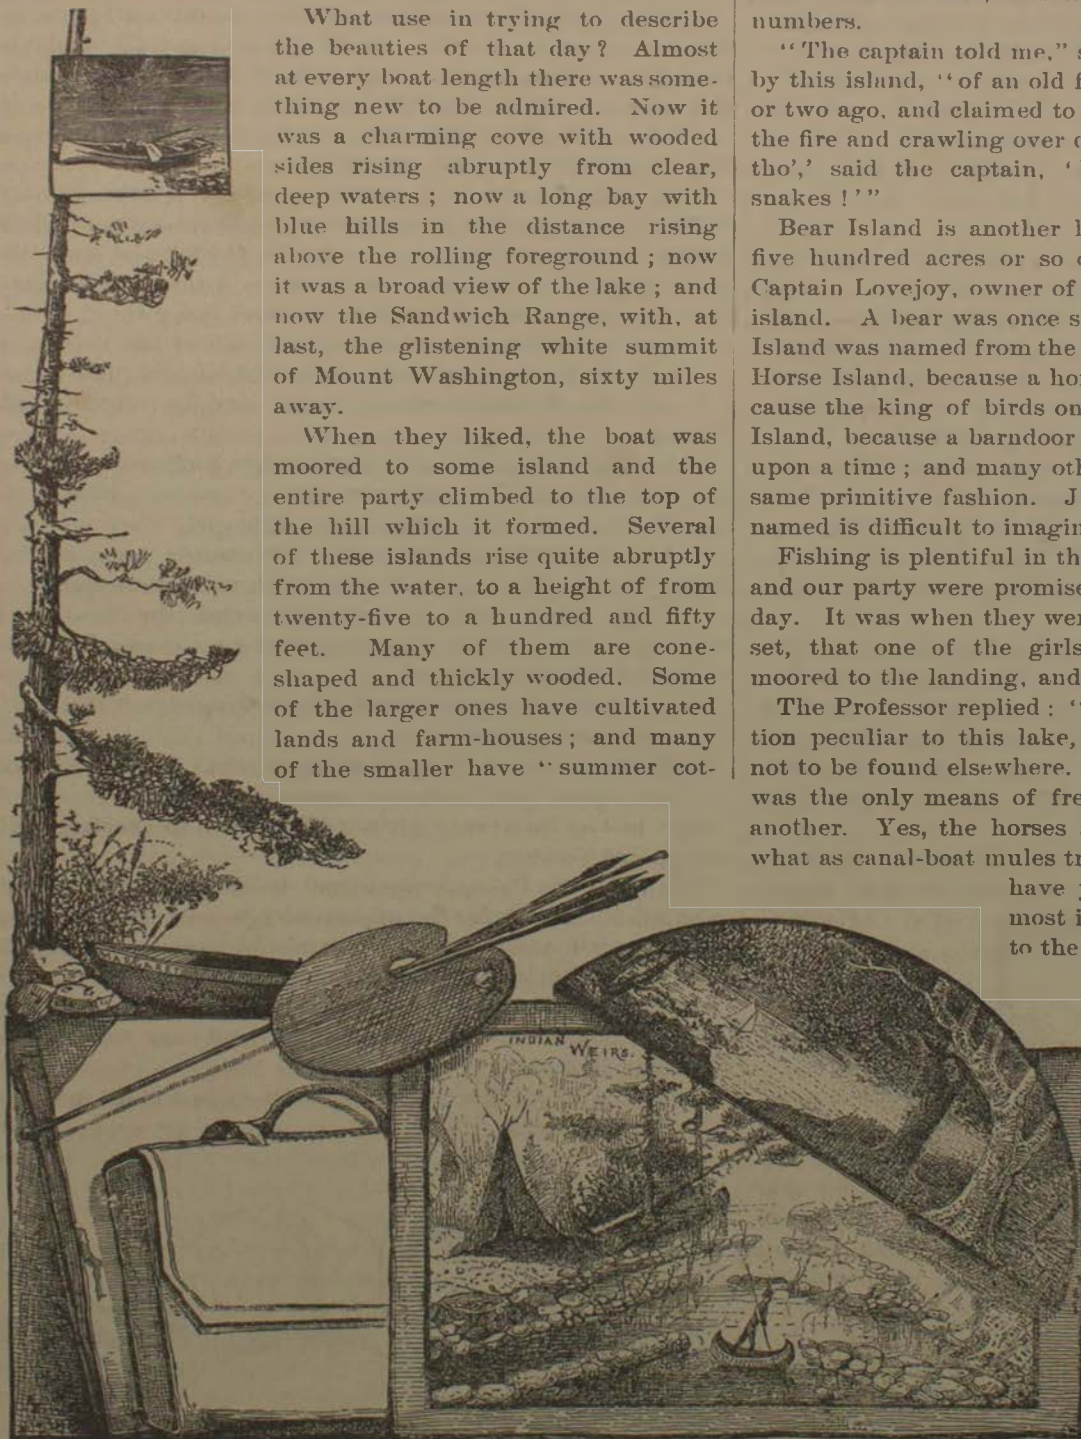 What use in trying to describe
the beauties of that day? Almost
at every boat length there was some-
thing new to be admired. Now it
was a charming cove with wooded
sides rising abruptly from clear,
deep waters ; now a long bay with
blue hills in the distance rising
above the rolling foreground ; now
it was a broad view of the lake ; and
now the Sandwich Range, with, at
last, the glistening white summit
of Mount Washington, sixty miles
away.
When they liked, the boat was
moored to some island and the
entire party climbed to the top of
the hill which it formed. Several
of these islands rise quite abruptly
from the water, to a height of from
twenty-five to a hundred and fifty
feet. Many of them are cone-
shaped and thickly wooded. Some
of the larger ones have cultivated
lands and farm-houses ; and many
of the smaller have “ summer cot-
numbers.
“The captain told me,” s
by this island, “of an old f
or two ago, and claimed to
the fire and crawling over
tho’,’ said the captain, ‘
snakes !’”
Bear Island is another l
five hundred acres or so
Captain Lovejoy, owner of
island. A bear was once s
Island was named from the
Horse Island, because a ho
cause the king of birds on
Island, because a barndoor
upon a time ; and many oth
same primitive fashion. J
named is difficult to imagin
Fishing is plentiful in th
and our party were promise
day. It was when they wer
set, that one of the girls
moored to the landing, and
The Professor replied : “
tion peculiar to this lake,
not to be found elsewhere.
was the only means of fre
another. Yes, the horses
what as canal-boat mules tr
have
most i
to the
INDIAN WEIRS.